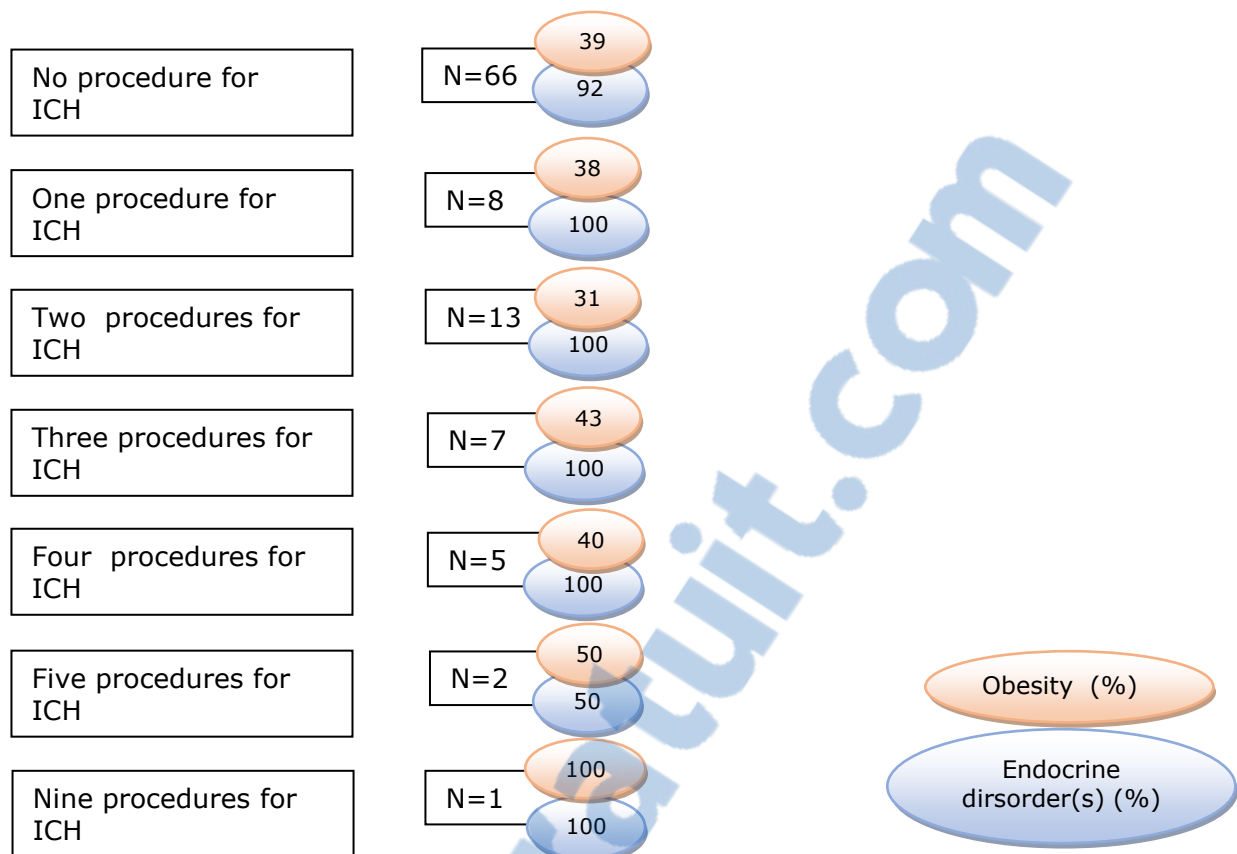 39
No procedure for
ICH
N=66
92
38
One procedure for
ICH
N=8
100
31
Two procedures for
ICH
N=13
100
43
Three procedures for
ICH
N=7
100
40
Four procedures for
ICH
N=5
100
50
Five procedures for
ICH
N=2
50
Obesity (%)
100
Nine procedures for
ICH
N=1
100
Endocrine
dirsorder(s) (%)
atuit.com